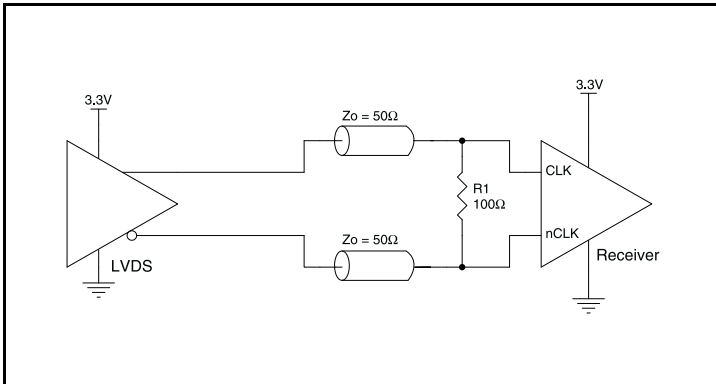 3.3V
3.3V
Zo = 50Ω
CLK
R1
100Ω
nCLK
Zo = 50Ω
Receiver
LVDS